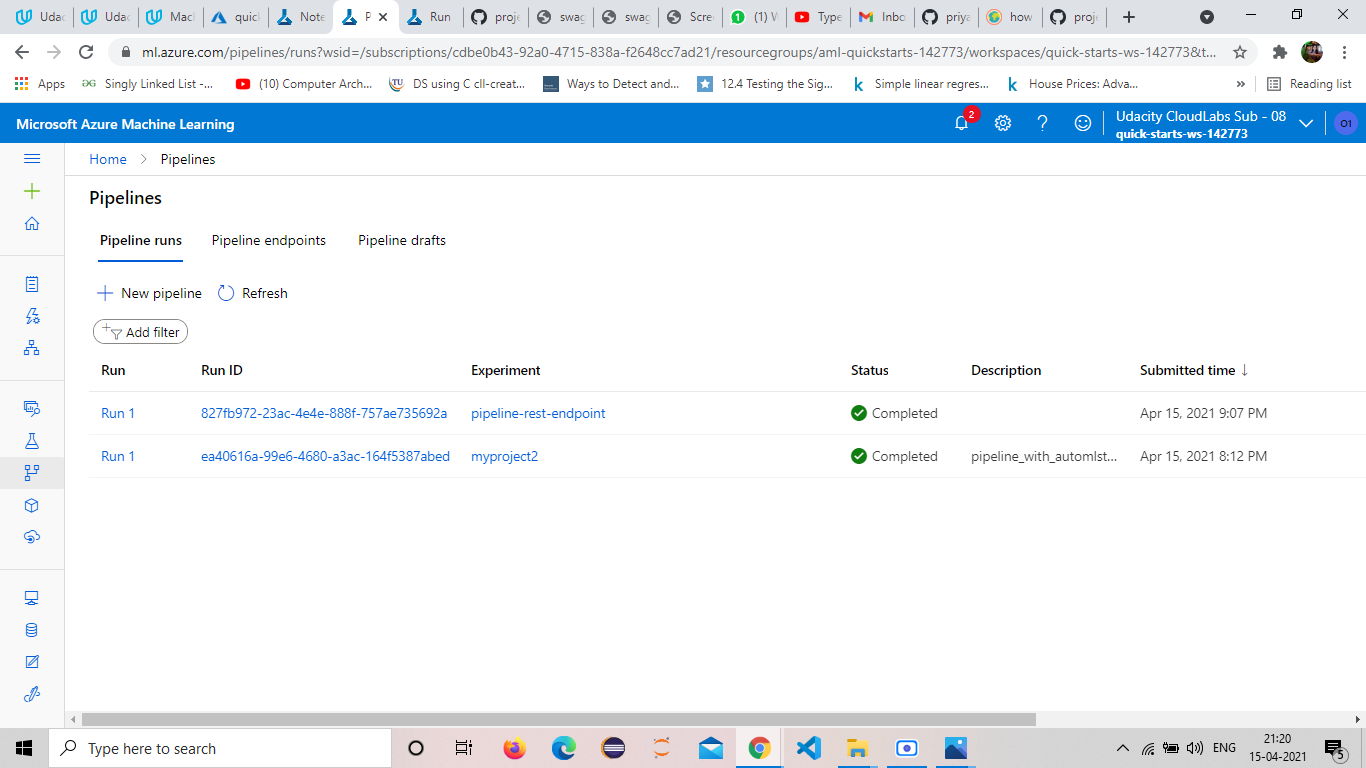 Udac Udac Mach quic Note P Run proje swag swag Scree (1) W Type Inbo priya how proje
ml.azure.com/pipelines/runs?wsid=/subscriptions/cdbe0b43-92a0-4715-838a-f2648cc7ad21/resourcegroups/aml-quickstarts-142773/workspaces/quick-starts-ws-142773&t...
Apps Singly Linked List -... (10) Computer Arch... DS using C cll-creat... Ways to Detect and... 12.4 Testing the Sig... Simple linear regres... House Prices: Adva... » Reading list
Microsoft Azure Machine Learning 2 Udacity CloudLabs Sub - 08
quick-starts-ws-142773 O1
Home Pipelines
Pipelines
Pipeline runs Pipeline endpoints Pipeline drafts
New pipeline Refresh
Add filter
Run Run ID Experiment Status Description Submitted time ↓
Run 1 827fb972-23ac-4e4e-888f-757ae735692a pipeline-rest-endpoint Completed Apr 15, 2021 9:07 PM
Run 1 ea40616a-99e6-4680-a3ac-164f5387abed myproject2 Completed pipeline_with_automlst... Apr 15, 2021 8:12 PM
Type here to search ENG 21:20
15-04-2021 5